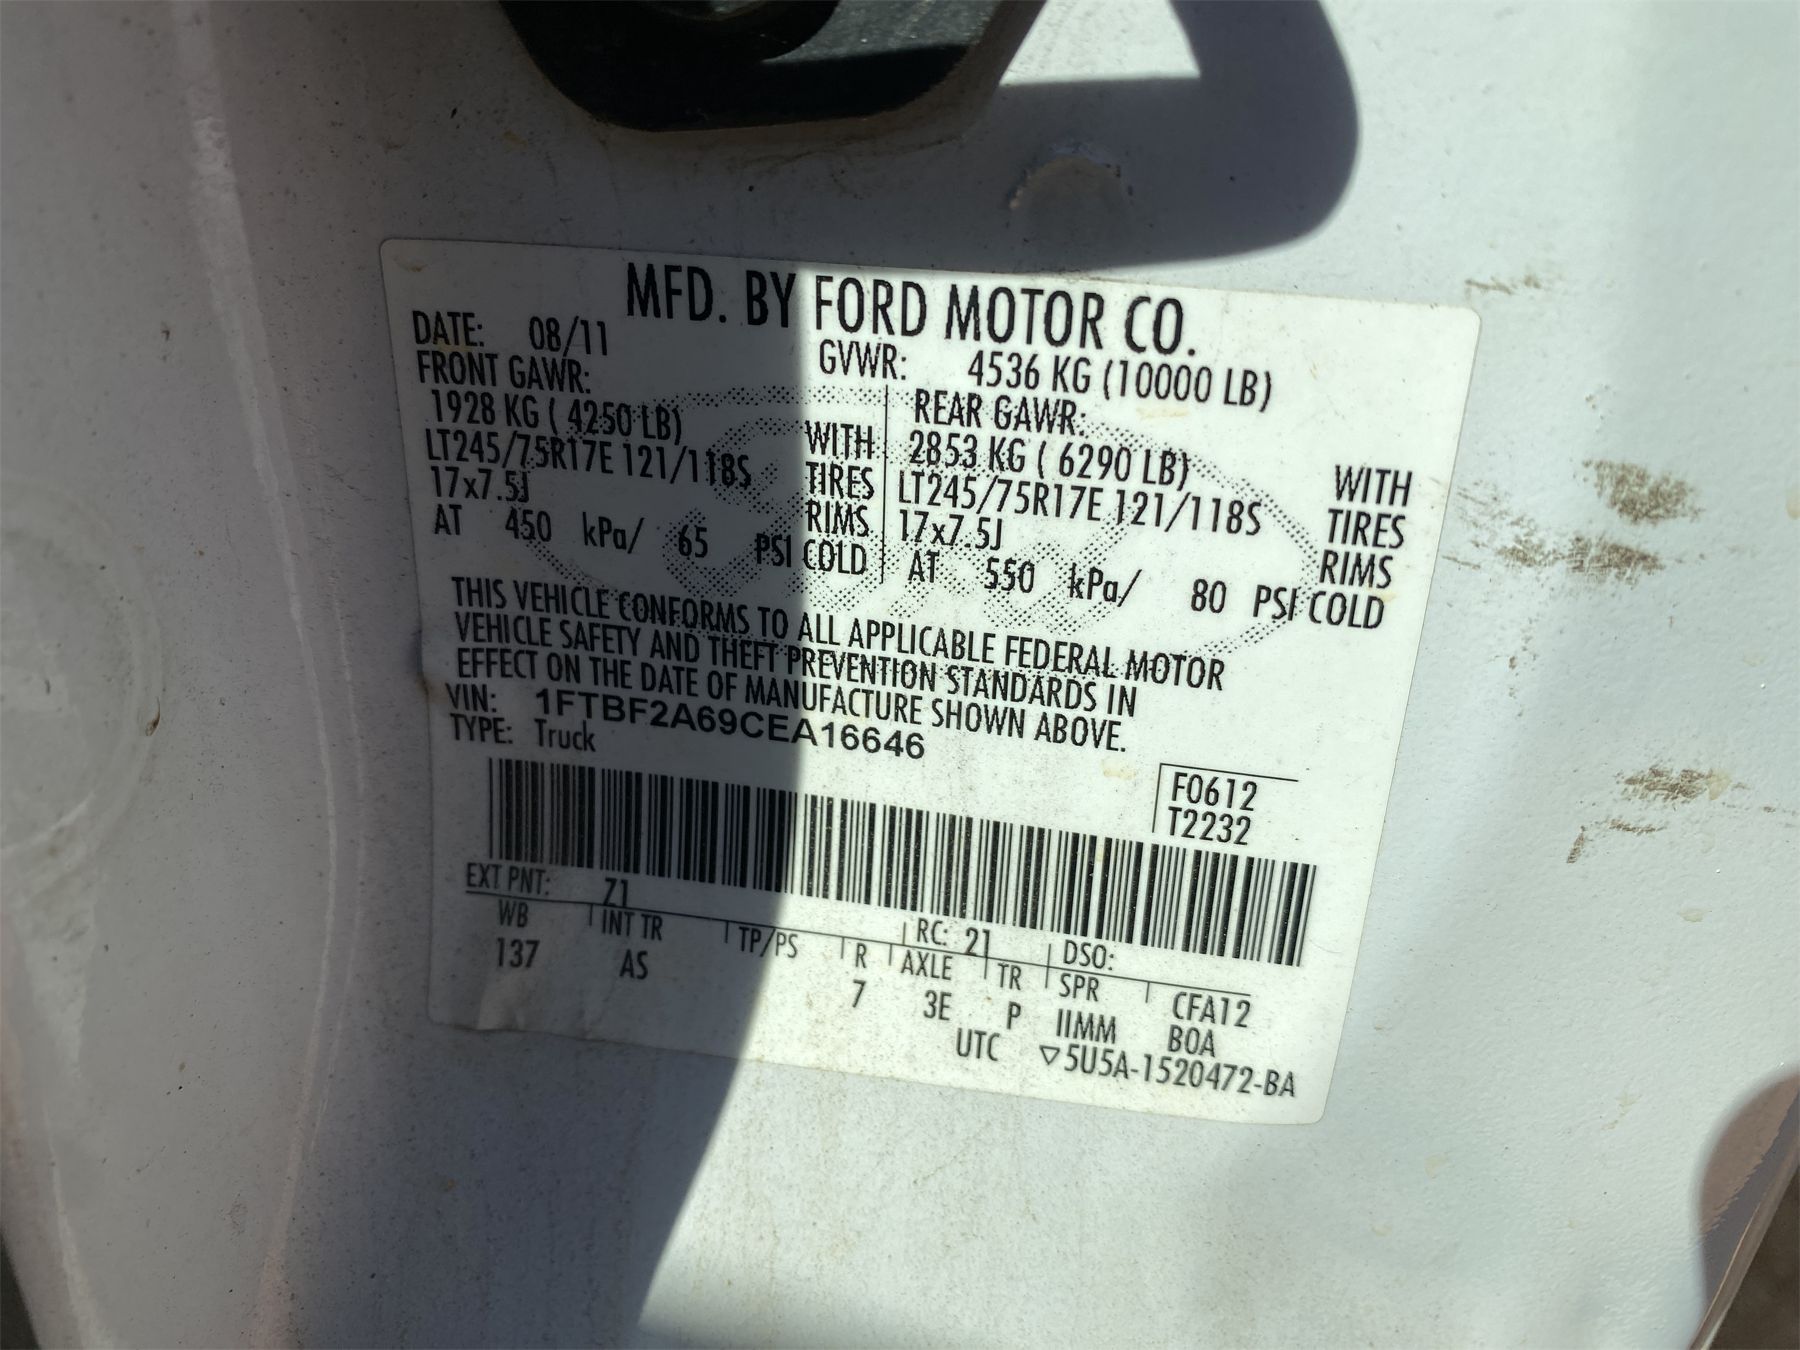 MFD. BY FORD MOTOR CO.
DATE: 08/11 GVWR: 4536 KG (10000 LB)
FRONT GAWR: REAR GAWR:
1928 KG ( 4250 LB) WITH 2853 KG ( 6290 LB) WITH
LT245/75R17E 121/118S TIRES LT245/75R17E 121/118S TIRES
17x7.5J RIMS 17x7.5J RIMS
AT 450 kPa/ 65 PSI COLD AT 550 kPa/ 80 PSI COLD
THIS VEHICLE CONFORMS TO ALL APPLICABLE FEDERAL MOTOR
VEHICLE SAFETY AND THEFT PREVENTION STANDARDS IN
EFFECT ON THE DATE OF MANUFACTURE SHOWN ABOVE.
VIN: 1FTBF2A69CEA16646
TYPE: Truck
F0612
T2232
EXT PNT: Z1 RC: 21 DSO:
WB INT TR TP/PS R AXLE TR SPR CFA12
137 AS 7 3E P IIMM BOA
UTC ▽5U5A-1520472-BA